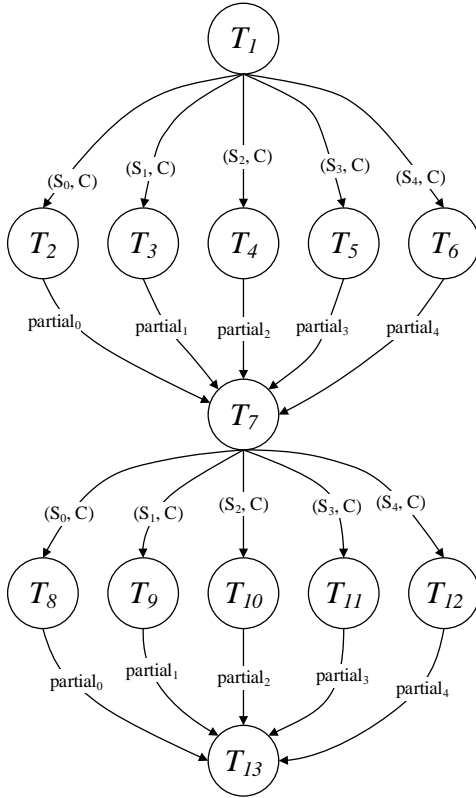 T₁
(S₀, C) (S₁, C) (S₂, C) (S₃, C) (S₄, C)
T₂ T₃ T₄ T₅ T₆
partial₀ partial₁ partial₂ partial₃ partial₄
T₇
(S₀, C) (S₁, C) (S₂, C) (S₃, C) (S₄, C)
T₈ T₉ T₁₀ T₁₁ T₁₂
partial₀ partial₁ partial₂ partial₃ partial₄
T₁₃